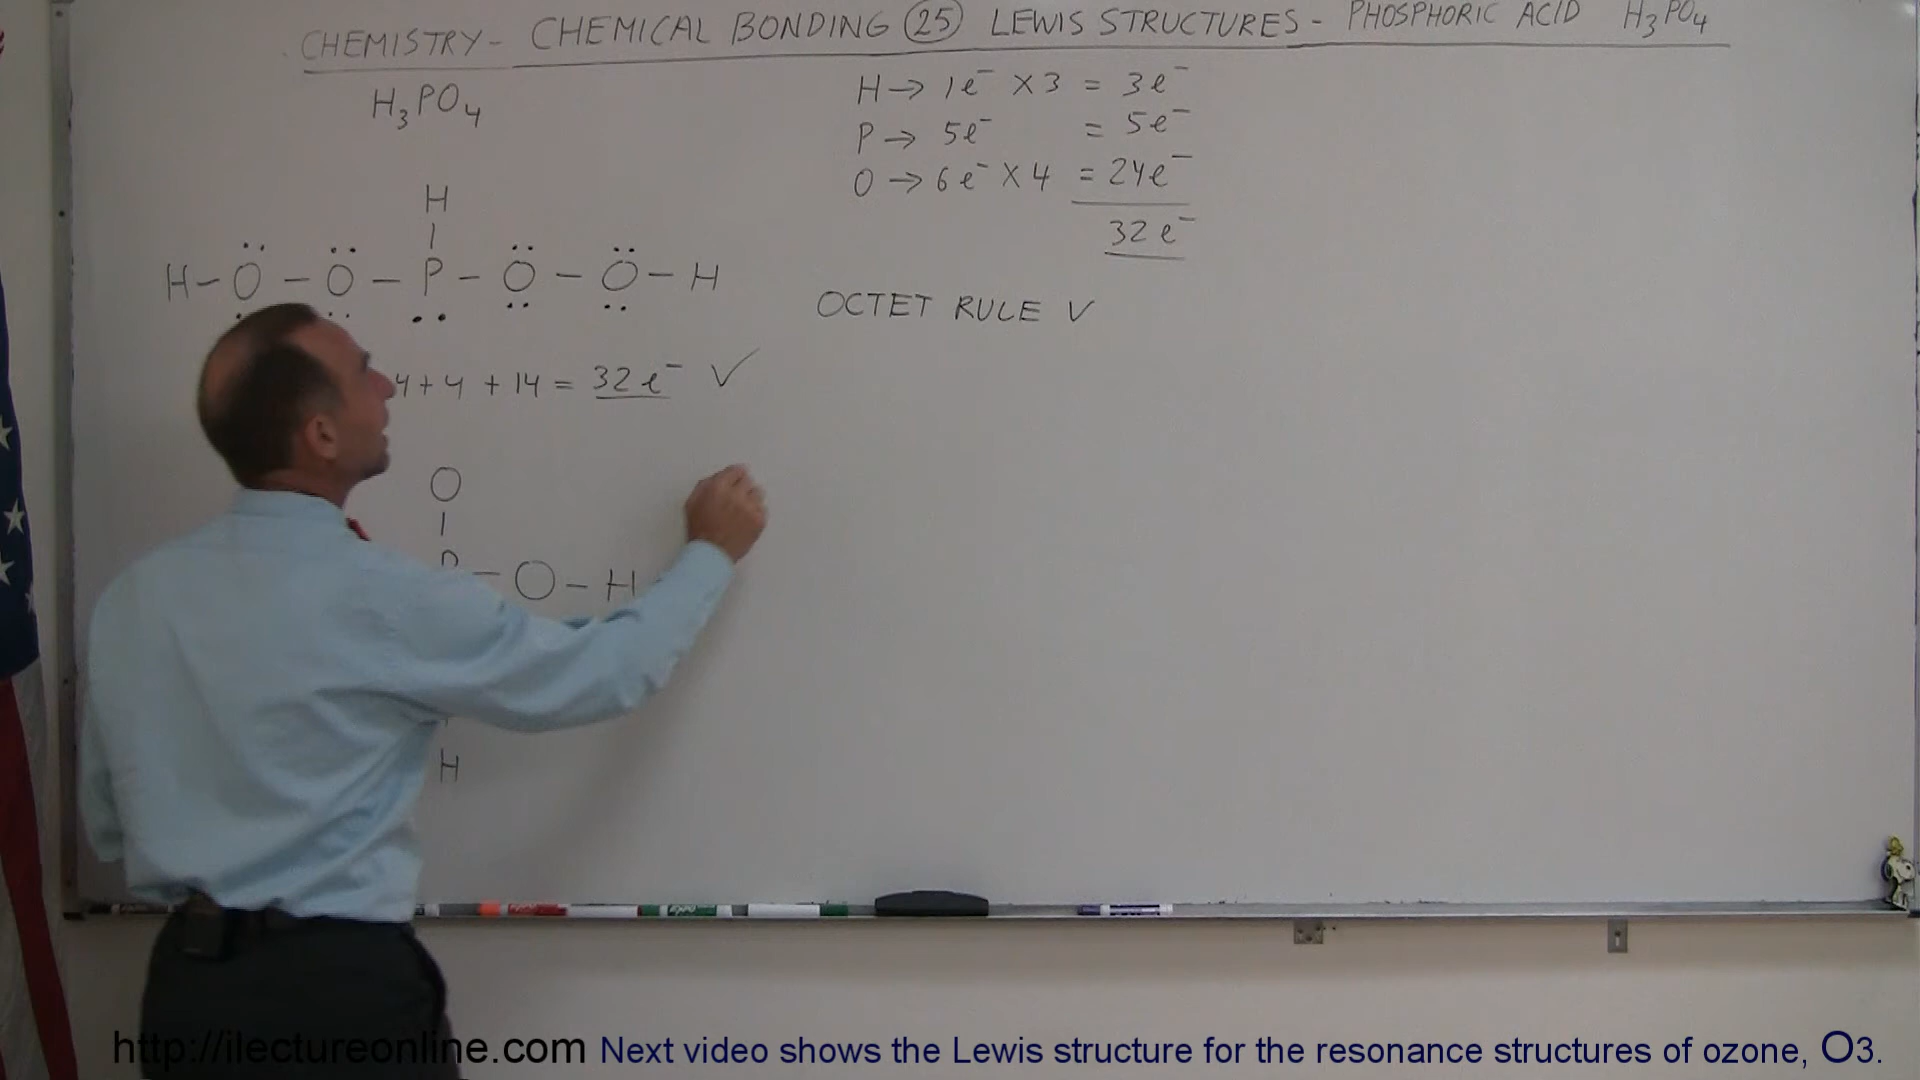 CHEMISTRY - CHEMICAL BONDING 25 LEWIS STRUCTURES - PHOSPHORIC ACID H3PO4
H3PO4
H → 1e⁻ × 3 = 3e⁻
P → 5e⁻ = 5e⁻
O → 6e⁻ × 4 = 24e⁻
32e⁻
OCTET RULE √
H
H - O - O - P - O - O - H
4 + 4 + 14 = 32e⁻ ✓
O
P - O - H
H
http://ilectureonline.com Next video shows the Lewis structure for the resonance structures of ozone, O3.